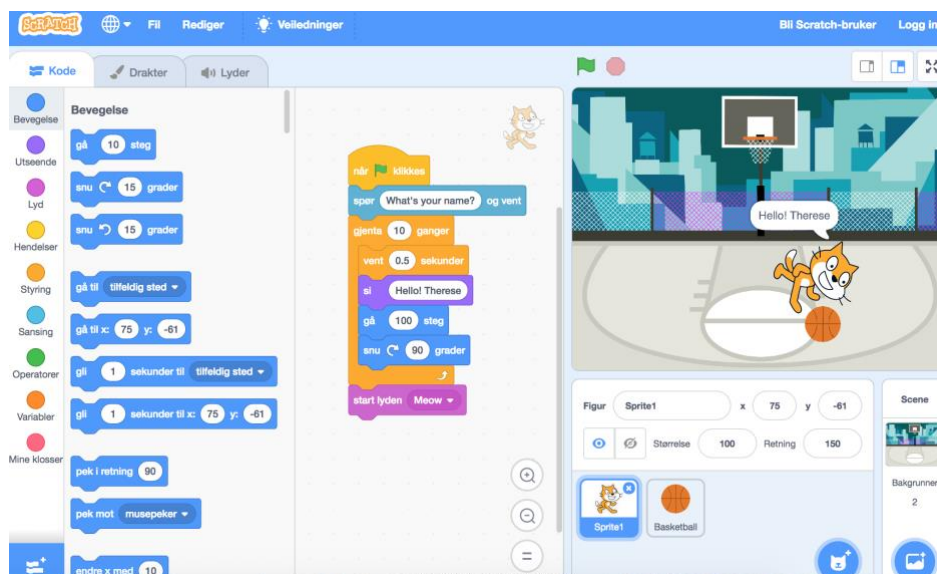 SCRATCH Fil Rediger Veiledninger Bli Scratch-bruker Logg in
Kode Drakter Lyder
Bevegelse
Utseende
Lyd
Hendelser
Styring
Sansing
Operatorer
Variabler
Mine klosser
Bevegelse
gå 10 steg
snu 15 grader
snu 15 grader
gå til tilfeldig sted
gå til x: 75 y: -61
gli 1 sekunder til tilfeldig sted
gli 1 sekunder til x: 75 y: -61
pek i retning 90
pek mot musepeker
endre x med 10
når klikkes
spør What's your name? og vent
gjenta 10 ganger
vent 0.5 sekunder
si Hello! Therese
gå 100 steg
snu 90 grader
start lyden Meow
Hello! Therese
Figur Sprite1 x 75 y -61
Størrelse 100 Retning 150
Sprite1 Basketball
Scene
Bakgrunner
2